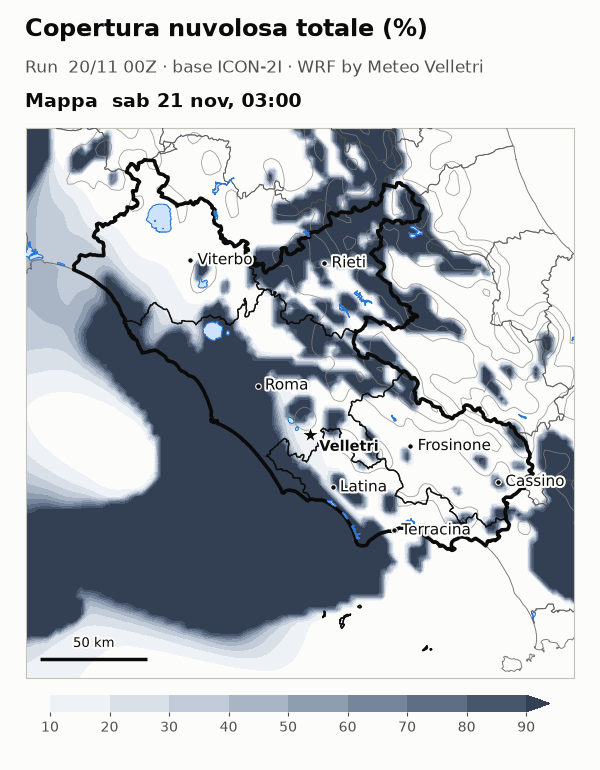 Copertura nuvolosa totale (%)
Run  20/11 00Z · base ICON-2I · WRF by Meteo Velletri
Mappa  sab 21 nov, 03:00
Viterbo
Rieti
Roma
Velletri
Frosinone
Latina
Cassino
Terracina
50 km
10 20 30 40 50 60 70 80 90